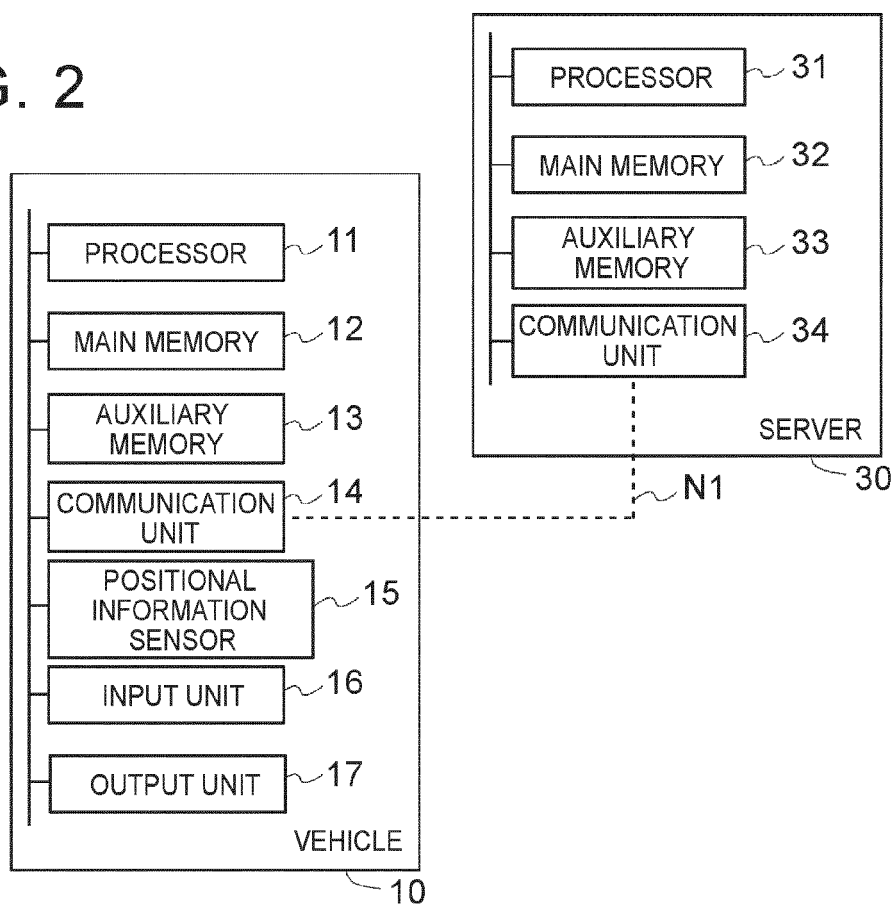 G. 2
PROCESSOR 31
MAIN MEMORY 32
AUXILIARY
MEMORY 33
COMMUNICATION
UNIT 34
SERVER
30
N1
PROCESSOR 11
MAIN MEMORY 12
AUXILIARY
MEMORY 13
COMMUNICATION
UNIT 14
POSITIONAL
INFORMATION
SENSOR 15
INPUT UNIT 16
OUTPUT UNIT 17
VEHICLE
10